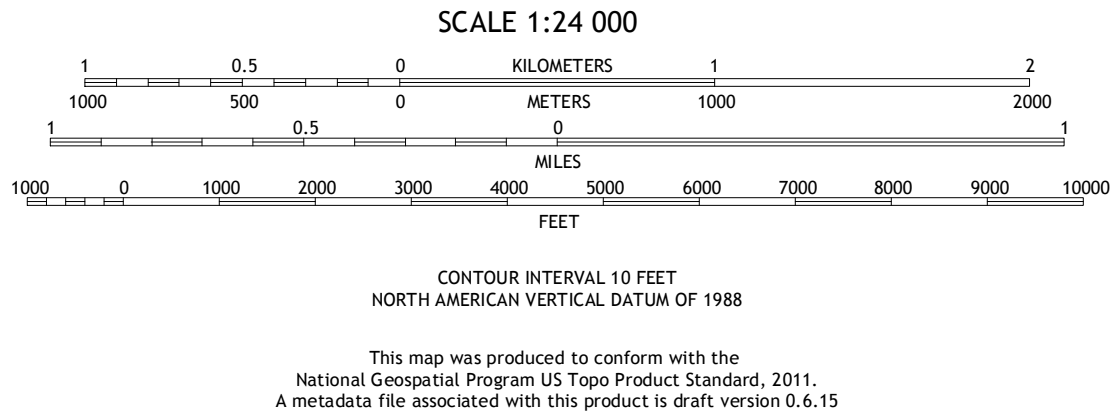 SCALE 1:24 000
1 0.5 0 KILOMETERS 1 2
1000 500 0 METERS 1000 2000
1 0.5 0 1
MILES
1000 0 1000 2000 3000 4000 5000 6000 7000 8000 9000 10000
FEET
CONTOUR INTERVAL 10 FEET
NORTH AMERICAN VERTICAL DATUM OF 1988
This map was produced to conform with the
National Geospatial Program US Topo Product Standard, 2011.
A metadata file associated with this product is draft version 0.6.15